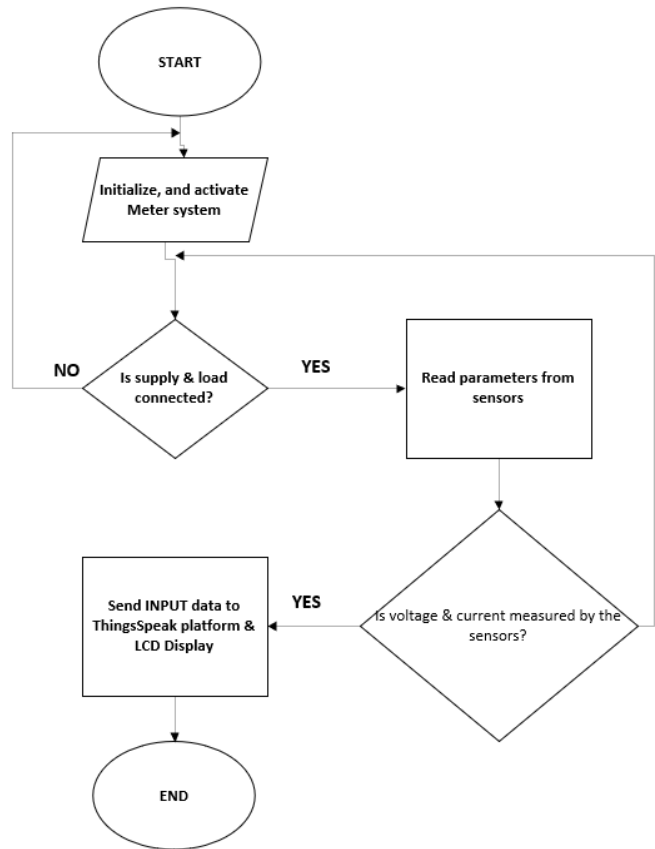 START
Initialize, and activate
Meter system
NO
Is supply & load
connected?
YES
Read parameters from
sensors
Is voltage & current measured by the
sensors?
YES
Send INPUT data to
ThingsSpeak platform &
LCD Display
END